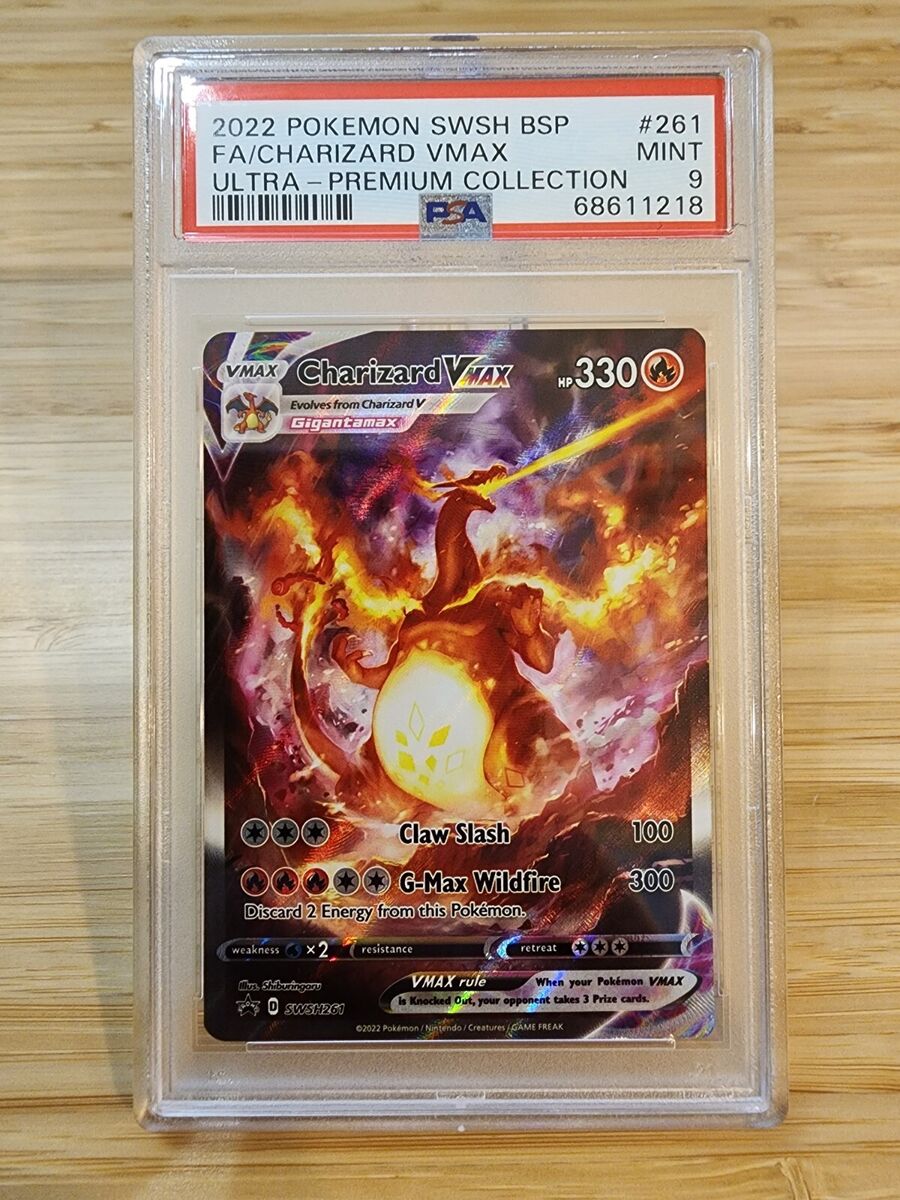 2022 POKEMON SWSH BSP #261
FA/CHARIZARD VMAX MINT
ULTRA-PREMIUM COLLECTION 9
PSA 68611218
VMAX Charizard VMAX HP 330
Evolves from Charizard V
Gigantamax
Claw Slash 100
G-Max Wildfire 300
Discard 2 Energy from this Pokémon.
weakness ×2 resistance retreat
Illus. Shiburingaru
VMAX rule When your Pokémon VMAX
is Knocked Out, your opponent takes 3 Prize cards.
D SWSH261
©2022 Pokémon / Nintendo / Creatures / GAME FREAK